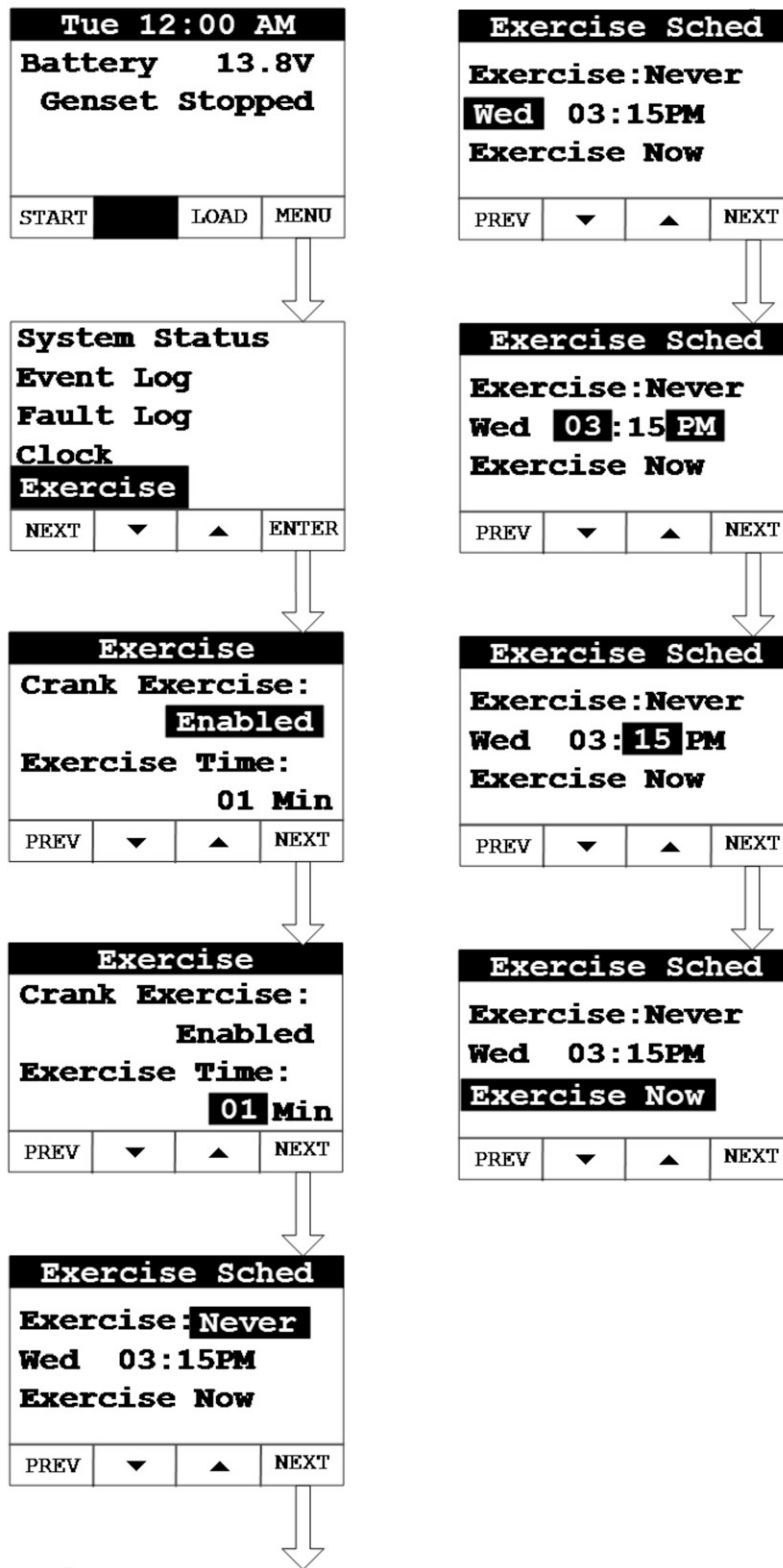 Tue 12:00 AM
Battery 13.8V
Genset Stopped
START LOAD MENU
System Status
Event Log
Fault Log
Clock
Exercise
NEXT ▼ ▲ ENTER
Exercise
Crank Exercise:
Enabled
Exercise Time:
01 Min
PREV ▼ ▲ NEXT
Exercise
Crank Exercise:
Enabled
Exercise Time:
01 Min
PREV ▼ ▲ NEXT
Exercise Sched
Exercise:Never
Wed 03:15PM
Exercise Now
PREV ▼ ▲ NEXT
Exercise Sched
Exercise:Never
Wed 03:15PM
Exercise Now
PREV ▼ ▲ NEXT
Exercise Sched
Exercise:Never
Wed 03:15 PM
Exercise Now
PREV ▼ ▲ NEXT
Exercise Sched
Exercise:Never
Wed 03:15 PM
Exercise Now
PREV ▼ ▲ NEXT
Exercise Sched
Exercise:Never
Wed 03:15PM
Exercise Now
PREV ▼ ▲ NEXT